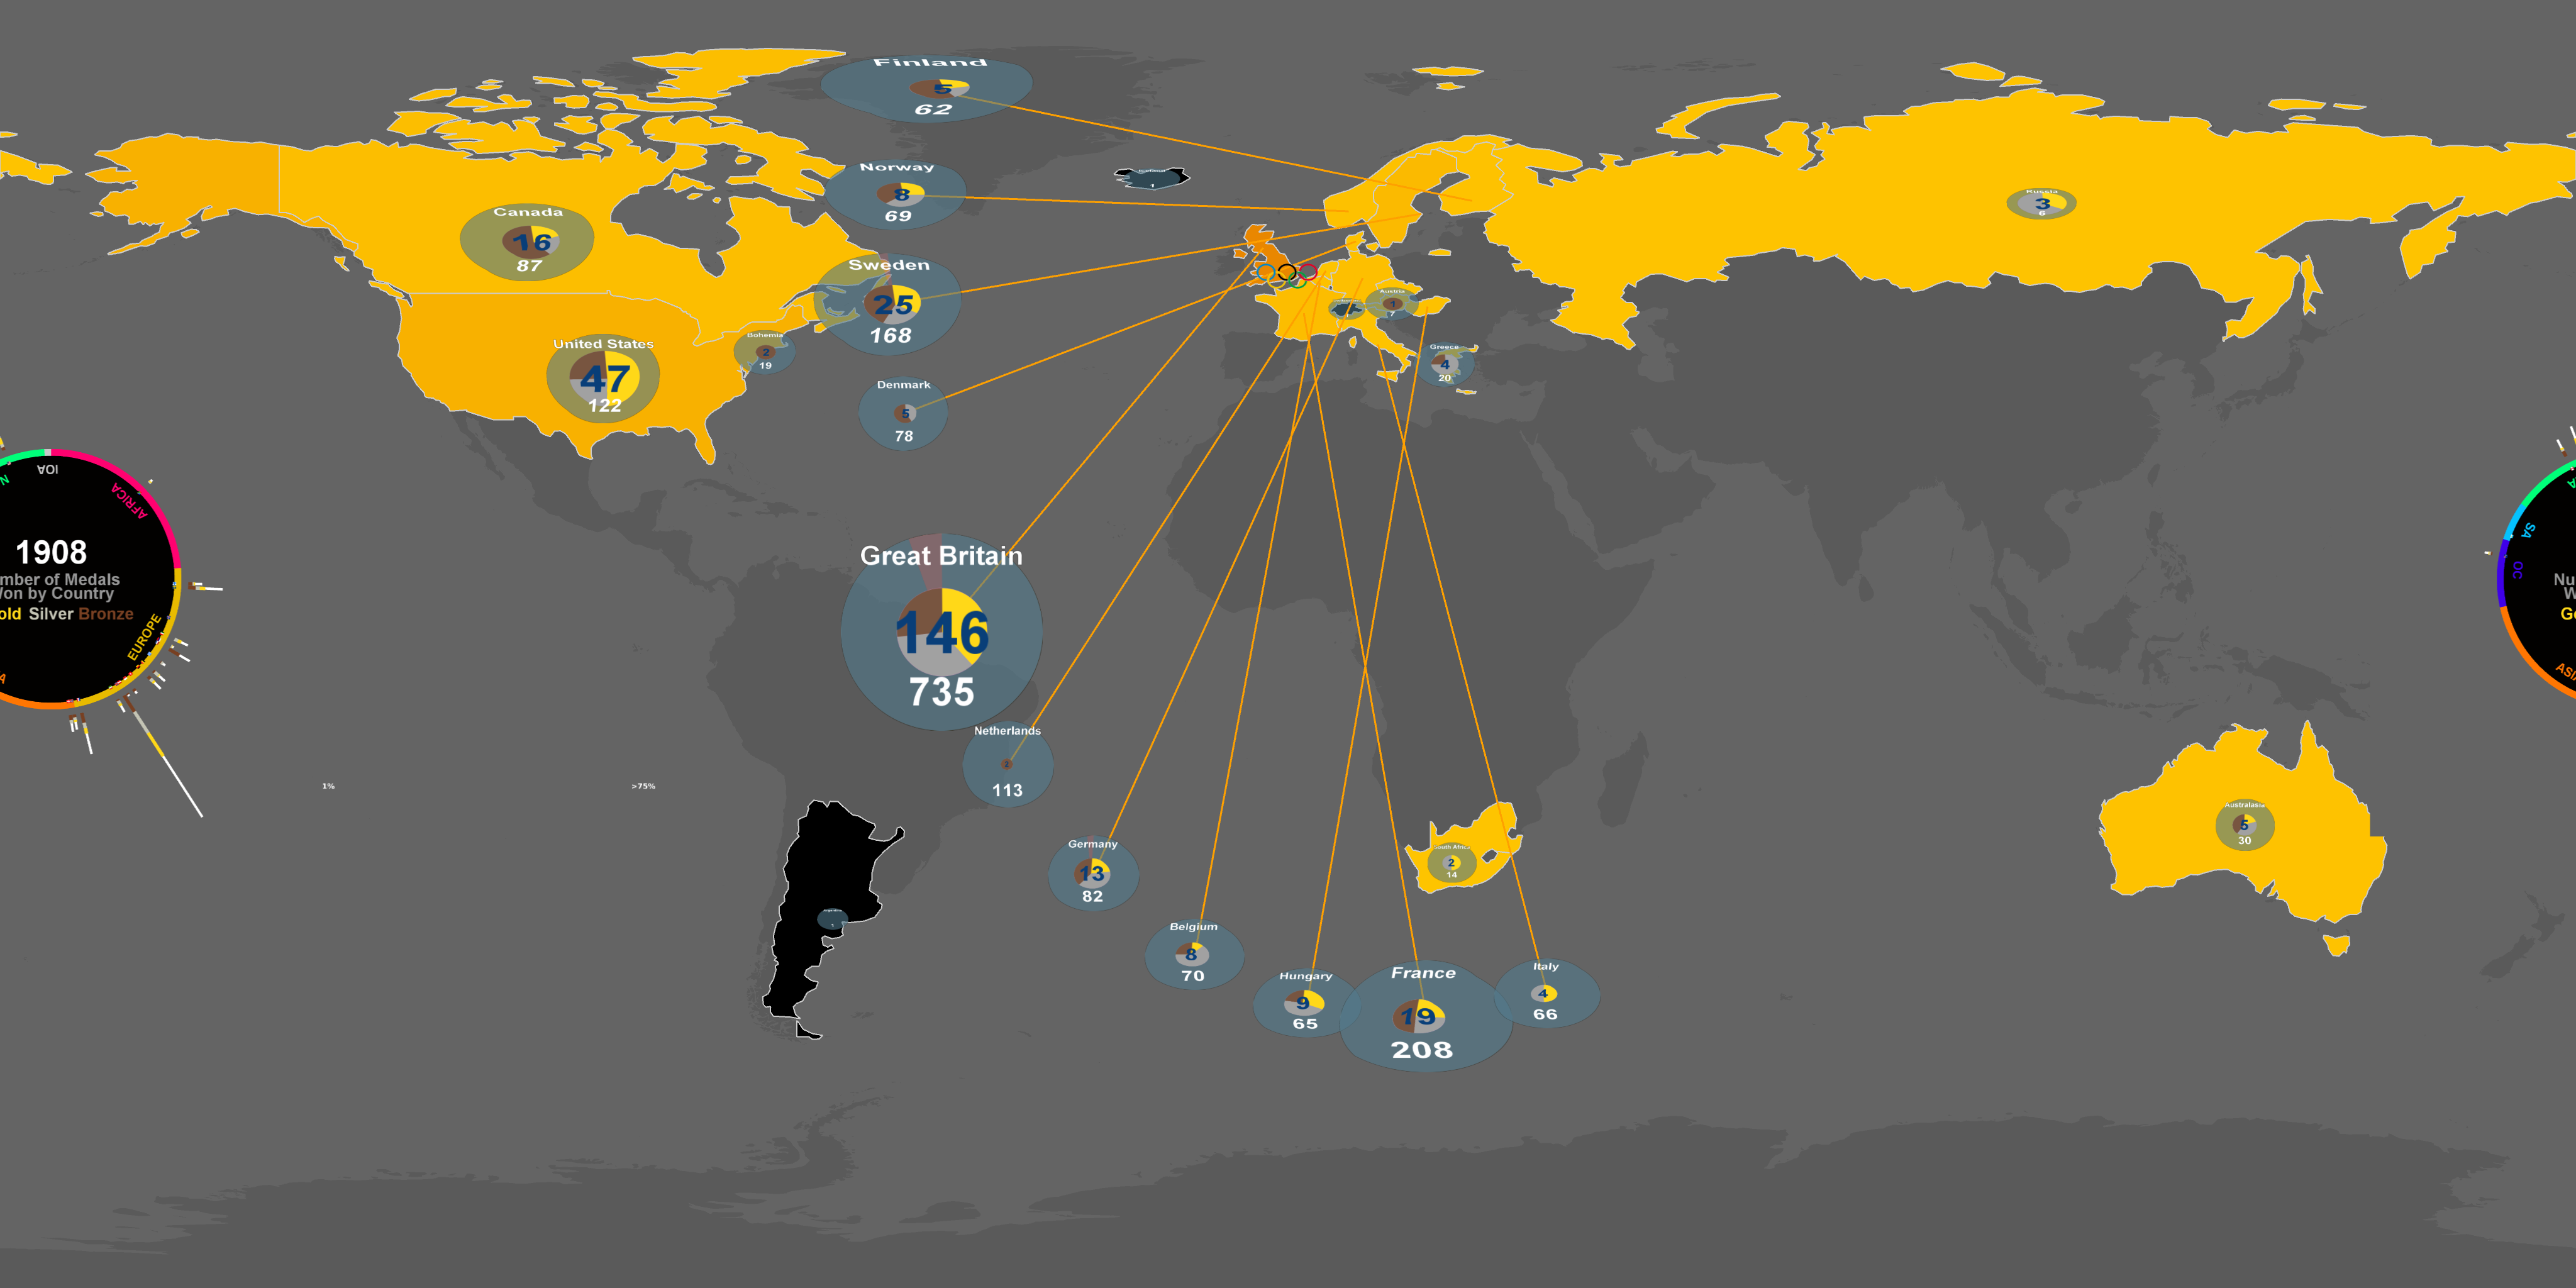 Finland
5
62
Norway
8
69
Iceland
1
Russia
3
6
Canada
16
87
Sweden
25
168
Austria
1
7
United States
47
122
Bohemia
2
19
Greece
4
20
Denmark
5
78
IOA
AFRICA
1908
mber of Medals
Von by Country
old Silver Bronze
EUROPE
A
N
A
SA
OC
Nu
W
Go
ASI
Great Britain
146
735
Netherlands
2
113
1%
>75%
Australasia
5
30
Germany
13
82
South Africa
2
14
1
Belgium
8
70
Hungary
9
65
France
19
208
Italy
4
66